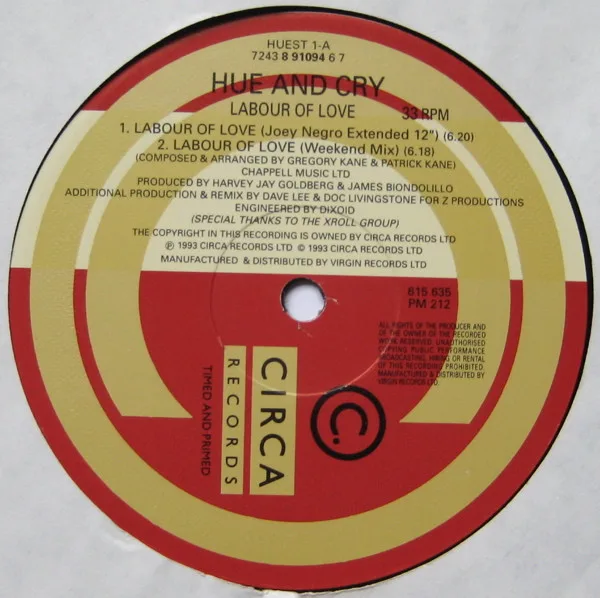 HUEST 1-A
7243 8 91094 6 7
HUE AND CRY
LABOUR OF LOVE 33 RPM
1. LABOUR OF LOVE (Joey Negro Extended 12") (6.20)
2. LABOUR OF LOVE (Weekend Mix) (6.18)
(COMPOSED & ARRANGED BY GREGORY KANE & PATRICK KANE)
CHAPPELL MUSIC LTD
PRODUCED BY HARVEY JAY GOLDBERG & JAMES BIONDOLILLO
ADDITIONAL PRODUCTION & REMIX BY DAVE LEE & DOC LIVINGSTONE FOR Z PRODUCTIONS
ENGINEERED BY DIXOID
(SPECIAL THANKS TO THE XROLL GROUP)
THE COPYRIGHT IN THIS RECORDING IS OWNED BY CIRCA RECORDS LTD
℗ 1993 CIRCA RECORDS LTD © 1993 CIRCA RECORDS LTD
MANUFACTURED & DISTRIBUTED BY VIRGIN RECORDS LTD
615 635
PM 212
ALL RIGHTS OF THE PRODUCER AND
OF THE OWNER OF THE RECORDED
WORK RESERVED. UNAUTHORISED
COPYING PUBLIC PERFORMANCE
BROADCASTING, HIRING OR RENTAL
OF THIS RECORDING PROHIBITED.
MANUFACTURED & DISTRIBUTED BY
VIRGIN RECORDS LTD.
C.
CIRCA
RECORDS
TIMED AND PRIMED